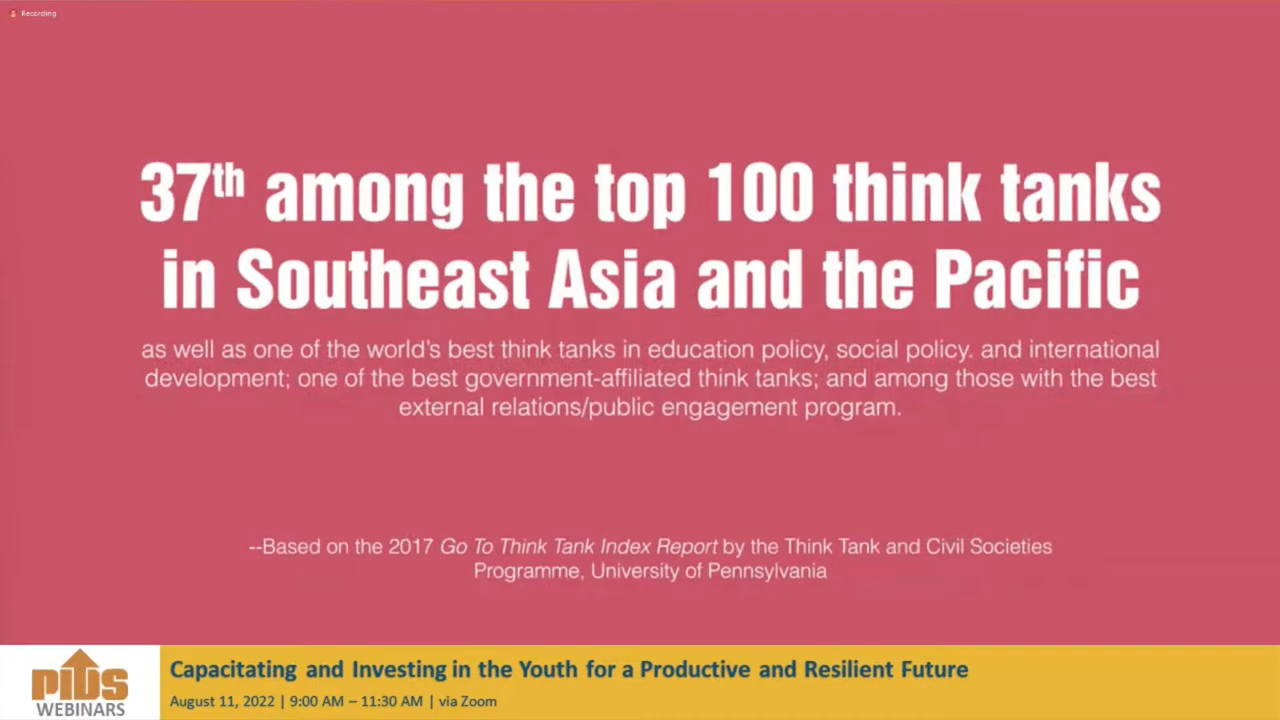 Recording
37th among the top 100 think tanks
in Southeast Asia and the Pacific
as well as one of the world's best think tanks in education policy, social policy. and international
development; one of the best government-affiliated think tanks; and among those with the best
external relations/public engagement program.
--Based on the 2017 Go To Think Tank Index Report by the Think Tank and Civil Societies
Programme, University of Pennsylvania
pids
WEBINARS
Capacitating and Investing in the Youth for a Productive and Resilient Future
August 11, 2022 | 9:00 AM – 11:30 AM | via Zoom